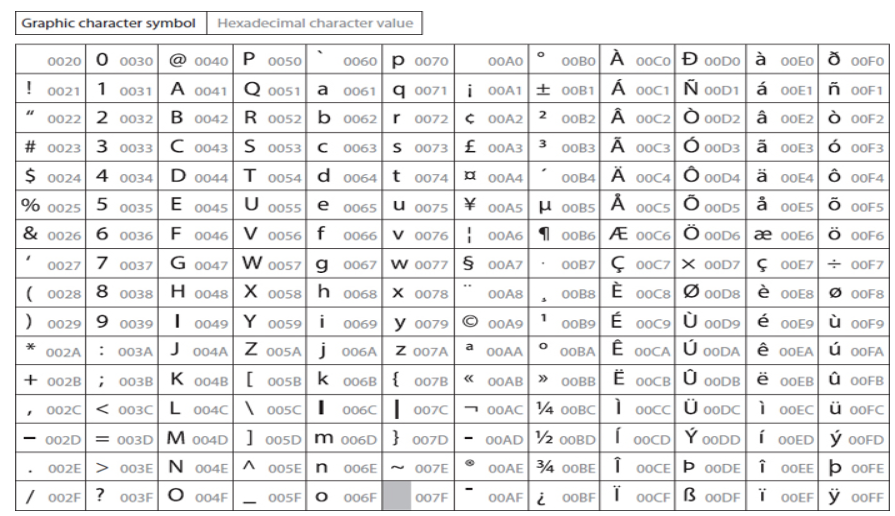 Graphic character symbol Hexadecimal character value
0020 0 0030 @ 0040 P 0050 ` 0060 p 0070 00A0 ° 00B0 À 00C0 Ð 00D0 à 00E0 ð 00F0
! 0021 1 0031 A 0041 Q 0051 a 0061 q 0071 ¡ 00A1 ± 00B1 Á 00C1 Ñ 00D1 á 00E1 ñ 00F1
" 0022 2 0032 B 0042 R 0052 b 0062 r 0072 ¢ 00A2 ² 00B2 Â 00C2 Ò 00D2 â 00E2 ò 00F2
# 0023 3 0033 C 0043 S 0053 c 0063 s 0073 £ 00A3 ³ 00B3 Ã 00C3 Ó 00D3 ã 00E3 ó 00F3
$ 0024 4 0034 D 0044 T 0054 d 0064 t 0074 ¤ 00A4 ´ 00B4 Ä 00C4 Ô 00D4 ä 00E4 ô 00F4
% 0025 5 0035 E 0045 U 0055 e 0065 u 0075 ¥ 00A5 µ 00B5 Å 00C5 Õ 00D5 å 00E5 õ 00F5
& 0026 6 0036 F 0046 V 0056 f 0066 v 0076 ¦ 00A6 ¶ 00B6 Æ 00C6 Ö 00D6 æ 00E6 ö 00F6
' 0027 7 0037 G 0047 W 0057 g 0067 w 0077 § 00A7 · 00B7 Ç 00C7 × 00D7 ç 00E7 ÷ 00F7
( 0028 8 0038 H 0048 X 0058 h 0068 x 0078 ¨ 00A8 ¸ 00B8 È 00C8 Ø 00D8 è 00E8 ø 00F8
) 0029 9 0039 I 0049 Y 0059 i 0069 y 0079 © 00A9 ¹ 00B9 É 00C9 Ù 00D9 é 00E9 ù 00F9
* 002A : 003A J 004A Z 005A j 006A z 007A ª 00AA º 00BA Ê 00CA Ú 00DA ê 00EA ú 00FA
+ 002B ; 003B K 004B [ 005B k 006B { 007B « 00AB » 00BB Ë 00CB Û 00DB ë 00EB û 00FB
, 002C < 003C L 004C \ 005C l 006C | 007C ¬ 00AC ¼ 00BC Ì 00CC Ü 00DC ì 00EC ü 00FC
- 002D = 003D M 004D ] 005D m 006D } 007D - 00AD ½ 00BD Í 00CD Ý 00DD í 00ED ý 00FD
. 002E > 003E N 004E ^ 005E n 006E ~ 007E ® 00AE ¾ 00BE Î 00CE Þ 00DE î 00EE þ 00FE
/ 002F ? 003F O 004F _ 005F o 006F 007F ¯ 00AF ¿ 00BF Ï 00CF ß 00DF ï 00EF ÿ 00FF